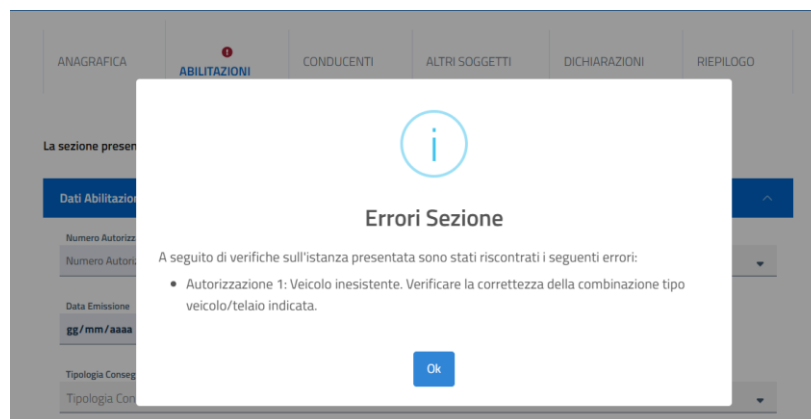 ANAGRAFICA
ABILITAZIONI
CONDUCENTI
ALTRI SOGGETTI
DICHIARAZIONI
RIEPILOGO
La sezione presen
Dati Abilitazion
Numero Autorizz
Numero Autoriz
Data Emissione
gg/mm/aaaa
Tipologia Conseg
Tipologia Con
Errori Sezione
A seguito di verifiche sull'istanza presentata sono stati riscontrati i seguenti errori:
• Autorizzazione 1: Veicolo inesistente. Verificare la correttezza della combinazione tipo
veicolo/telaio indicata.
Ok